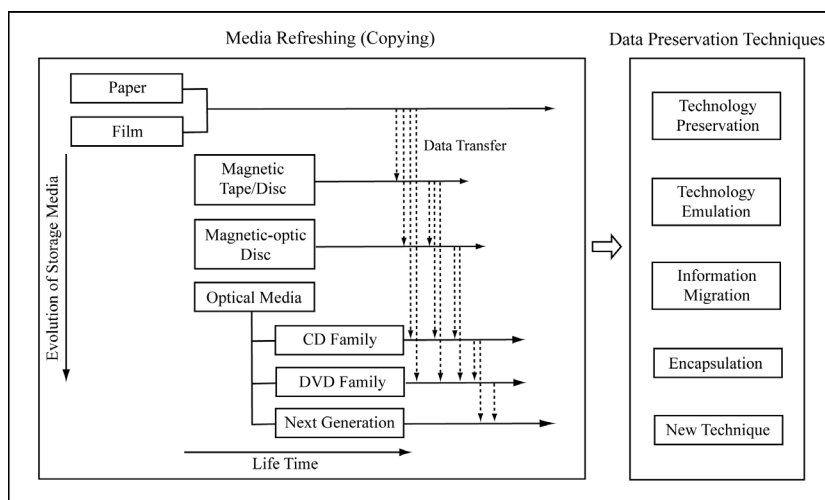 Media Refreshing (Copying)
Data Preservation Techniques
Paper
Film
Data Transfer
Magnetic
Tape/Disc
Magnetic-optic
Disc
Optical Media
CD Family
DVD Family
Next Generation
Evolution of Storage Media
Life Time
Technology
Preservation
Technology
Emulation
Information
Migration
Encapsulation
New Technique